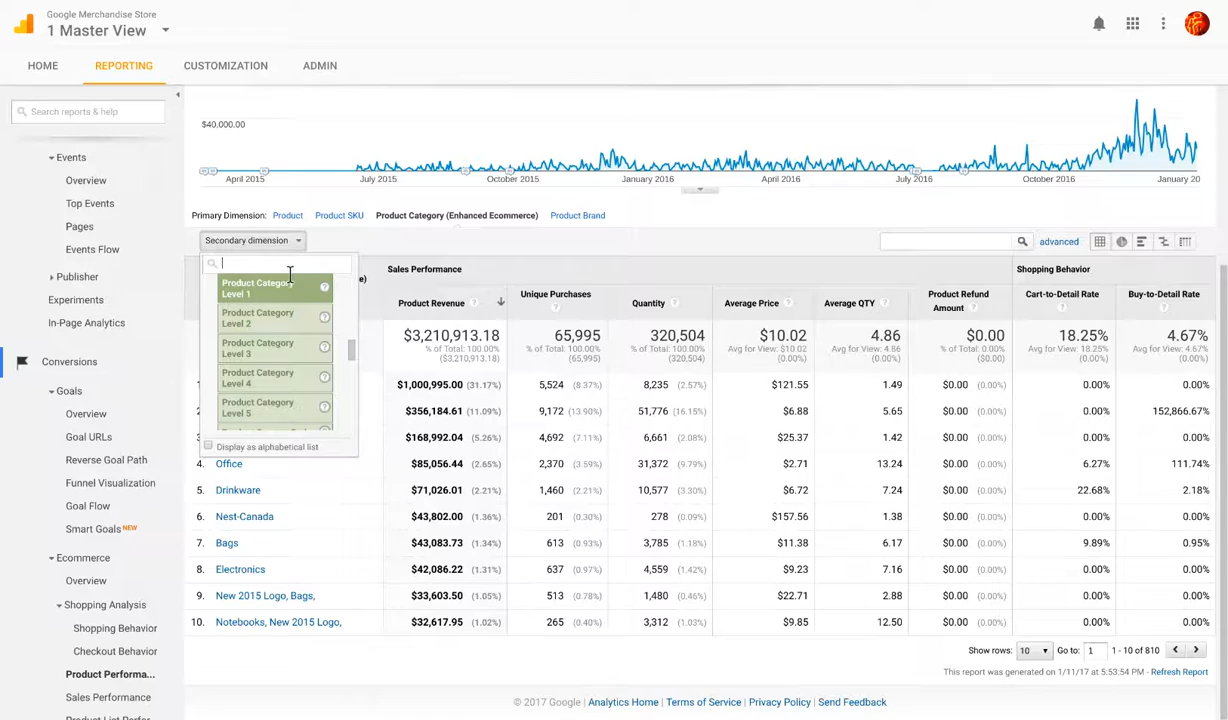 Google Merchandise Store
1 Master View
HOME
REPORTING
CUSTOMIZATION
ADMIN
Search reports & help
Events
Overview
Top Events
Pages
Events Flow
Publisher
Experiments
In-Page Analytics
Conversions
Goals
Overview
Goal URLs
Reverse Goal Path
Funnel Visualization
Goal Flow
Smart Goals NEW
Ecommerce
Overview
Shopping Analysis
Shopping Behavior
Checkout Behavior
Product Performa...
Sales Performance
$40,000.00
April 2015 July 2015 October 2015 January 2016 April 2016 July 2016 October 2016 January 20
Primary Dimension: Product Product SKU Product Category (Enhanced Ecommerce) Product Brand
Secondary dimension
advanced
Product Category
Level 1
Product Category
Level 2
Product Category
Level 3
Product Category
Level 4
Product Category
Level 5
Display as alphabetical list
Sales Performance Shopping Behavior
Product Revenue ? Unique Purchases ? Quantity ? Average Price ? Average QTY ? Product Refund Amount ? Cart-to-Detail Rate ? Buy-to-Detail Rate ?
$3,210,913.18 65,995 320,504 $10.02 4.86 $0.00 18.25% 4.67%
% of Total: 100.00% % of Total: 100.00% % of Total: 100.00% Avg for View: $10.02 Avg for View: 4.86 % of Total: 0.00% Avg for View: 18.25% Avg for View: 4.67%
($3,210,913.18) (65,995) (320,504) (0.00%) (0.00%) ($0.00) (0.00%) (0.00%)
$1,000,995.00 (31.17%) 5,524 (8.37%) 8,235 (2.57%) $121.55 1.49 $0.00 (0.00%) 0.00% 0.00%
$356,184.61 (11.09%) 9,172 (13.90%) 51,776 (16.15%) $6.88 5.65 $0.00 (0.00%) 0.00% 152,866.67%
$168,992.04 (5.26%) 4,692 (7.11%) 6,661 (2.08%) $25.37 1.42 $0.00 (0.00%) 0.00% 0.00%
4. Office $85,056.44 (2.65%) 2,370 (3.59%) 31,372 (9.79%) $2.71 13.24 $0.00 (0.00%) 6.27% 111.74%
5. Drinkware $71,026.01 (2.21%) 1,460 (2.21%) 10,577 (3.30%) $6.72 7.24 $0.00 (0.00%) 22.68% 2.18%
6. Nest-Canada $43,802.00 (1.36%) 201 (0.30%) 278 (0.09%) $157.56 1.38 $0.00 (0.00%) 0.00% 0.00%
7. Bags $43,083.73 (1.34%) 613 (0.93%) 3,785 (1.18%) $11.38 6.17 $0.00 (0.00%) 9.89% 0.95%
8. Electronics $42,086.22 (1.31%) 637 (0.97%) 4,559 (1.42%) $9.23 7.16 $0.00 (0.00%) 0.00% 0.00%
9. New 2015 Logo, Bags, $33,603.50 (1.05%) 513 (0.78%) 1,480 (0.46%) $22.71 2.88 $0.00 (0.00%) 0.00% 0.00%
10. Notebooks, New 2015 Logo, $32,617.95 (1.02%) 265 (0.40%) 3,312 (1.03%) $9.85 12.50 $0.00 (0.00%) 0.00% 0.00%
Show rows: 10 Go to: 1 1 - 10 of 810
This report was generated on 1/11/17 at 5:53:54 PM - Refresh Report
© 2017 Google | Analytics Home | Terms of Service | Privacy Policy | Send Feedback